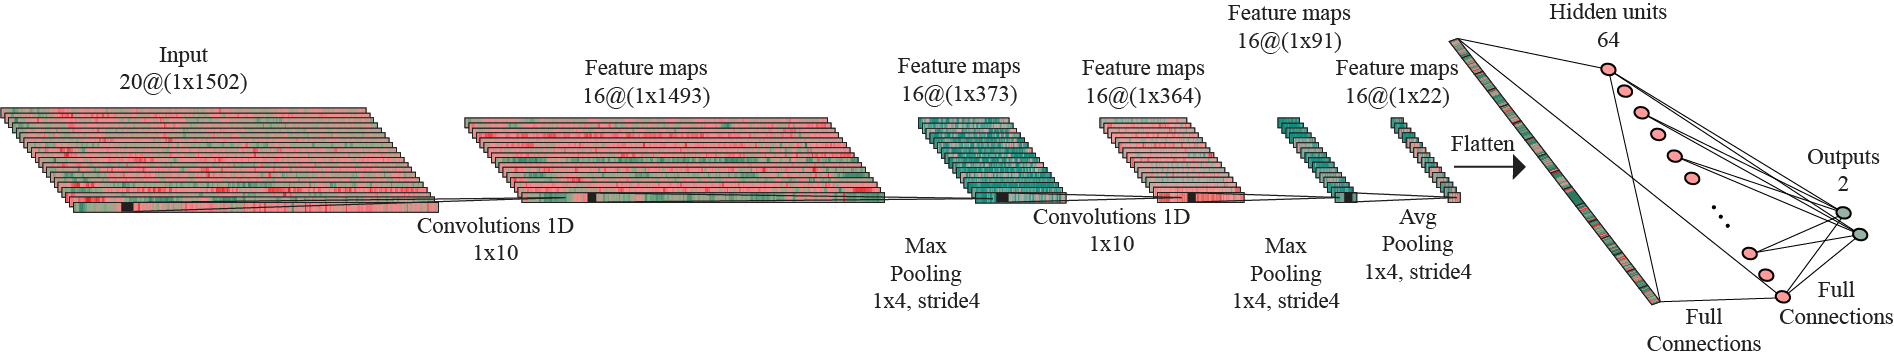 Input
20@(1x1502)
Convolutions 1D
1x10
Feature maps
16@(1x1493)
Max
Pooling
1x4, stride4
Feature maps
16@(1x373)
Convolutions 1D
1x10
Feature maps
16@(1x364)
Max
Pooling
1x4, stride4
Feature maps
16@(1x91)
Avg
Pooling
1x4, stride4
Feature maps
16@(1x22)
Flatten
Full
Connections
Hidden units
64
Full
Connections
Outputs
2